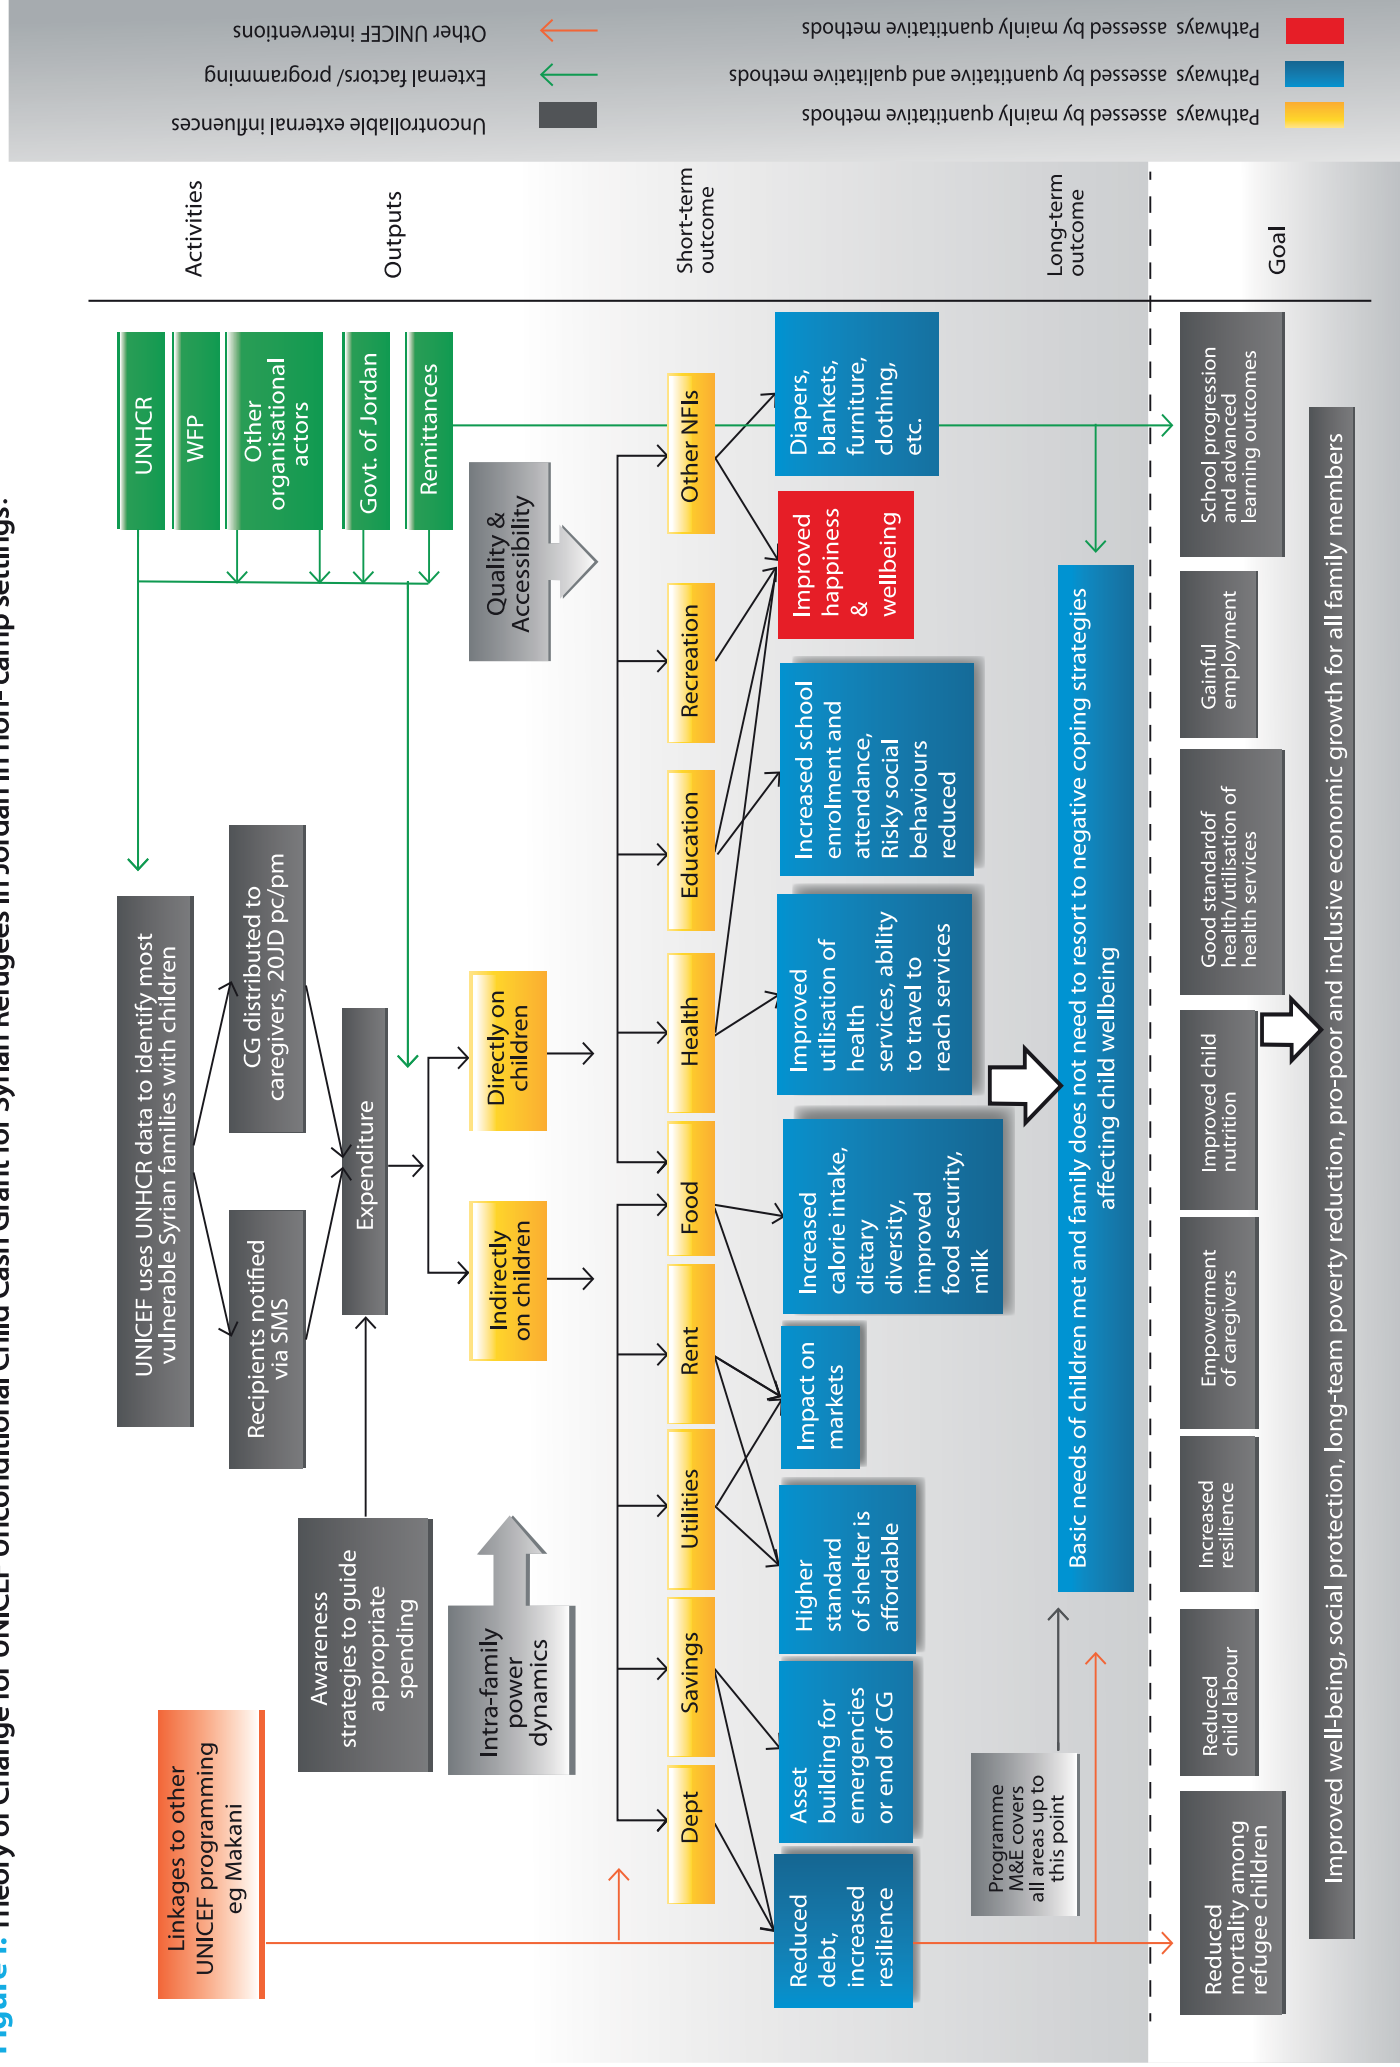 Figure 1: Theory of Change for UNICEF Unconditional Child Cash Grant for Syrian Refugees in Jordan in non- camp settings.
Linkages to other
UNICEF programming
eg Makani
UNICEF uses UNHCR data to identify most
vulnerable Syrian families with children
Recipients notified
via SMS
CG distributed to
caregivers, 20JD pc/pm
Awareness
strategies to guide
appropriate
spending
Expenditure
UNHCR
WFP
Other
organisational
actors
Govt. of Jordan
Remittances
Activities
Outputs
Intra-family
power
dynamics
Indirectly
on children
Directly on
children
Quality &
Accessibility
Dept
Savings
Utilities
Rent
Food
Health
Education
Recreation
Other NFIs
Short-term
outcome
Reduced
debt,
increased
resilience
Asset
building for
emergencies
or end of CG
Higher
standard
of shelter is
affordable
Impact on
markets
Increased
calorie intake,
dietary
diversity,
improved
food security,
milk
Improved
utilisation of
health
services, ability
to travel to
reach services
Increased school
enrolment and
attendance,
Risky social
behaviours
reduced
Improved
happiness
&
wellbeing
Diapers,
blankets,
furniture,
clothing,
etc.
Programme
M&E covers
all areas up to
this point
Basic needs of children met and family does not need to resort to negative coping strategies
affecting child wellbeing
Long-term
outcome
Reduced
mortality among
refugee children
Reduced
child labour
Increased
resilience
Empowerment
of caregivers
Improved child
nutrition
Good standardof
health/utilisation of
health services
Gainful
employment
School progression
and advanced
learning outcomes
Goal
Improved well-being, social protection, long-team poverty reduction, pro-poor and inclusive economic growth for all family members
Pathways assessed by mainly quantitative methods
Pathways assessed by quantitative and qualitative methods
Pathways assessed by mainly quantitative methods
Uncontrollable external influences
External factors/ programming
Other UNICEF interventions